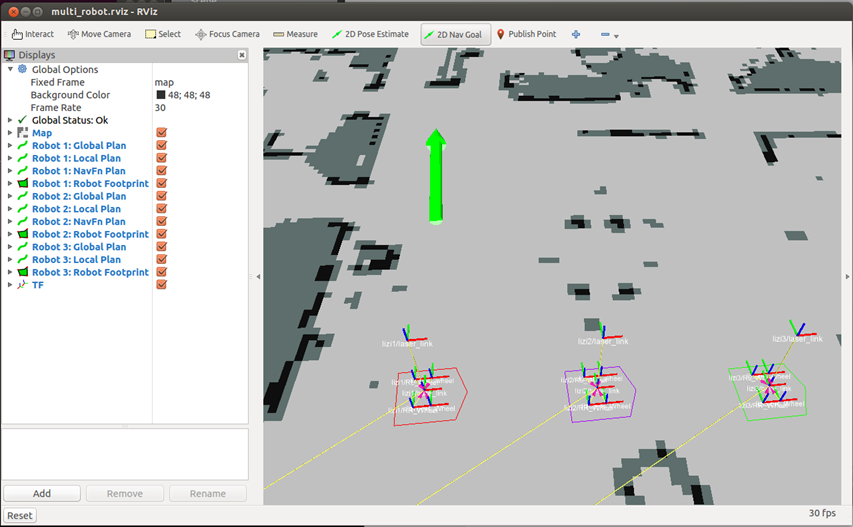 multi_robot.rviz - RViz
Interact Move Camera Select Focus Camera Measure 2D Pose Estimate 2D Nav Goal Publish Point
Displays
Global Options
Fixed Frame map
Background Color 48; 48; 48
Frame Rate 30
Global Status: Ok
Map
Robot 1: Global Plan
Robot 1: Local Plan
Robot 1: NavFn Plan
Robot 1: Robot Footprint
Robot 2: Global Plan
Robot 2: Local Plan
Robot 2: NavFn Plan
Robot 2: Robot Footprint
Robot 3: Global Plan
Robot 3: Local Plan
Robot 3: Robot Footprint
TF
lizi1/laser_link lizi2/laser_link lizi3/laser_link
Add Remove Rename
Reset 30 fps